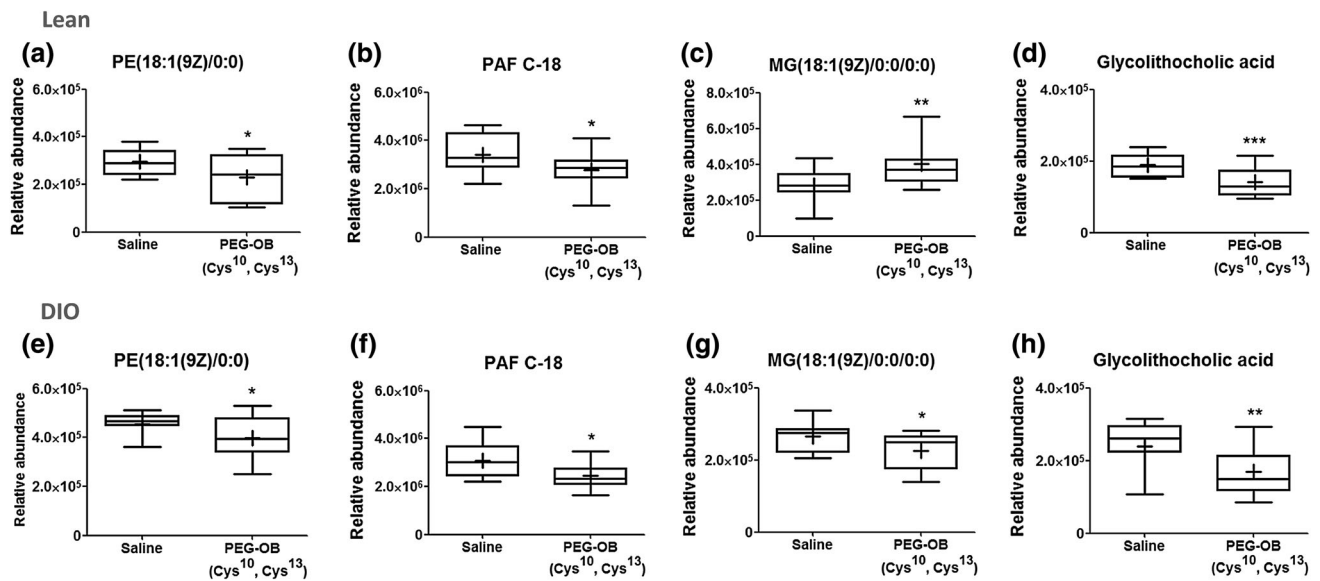 Lean
(a) PE(18:1(9Z)/0:0)
Relative abundance
6.0×10⁵
4.0×10⁵
2.0×10⁵
0
*
Saline PEG-OB
(Cys¹⁰, Cys¹³)
(b) PAF C-18
Relative abundance
6.0×10⁶
4.0×10⁶
2.0×10⁶
0
*
Saline PEG-OB
(Cys¹⁰, Cys¹³)
(c) MG(18:1(9Z)/0:0/0:0)
Relative abundance
8.0×10⁵
6.0×10⁵
4.0×10⁵
2.0×10⁵
0
**
Saline PEG-OB
(Cys¹⁰, Cys¹³)
(d) Glycolithocholic acid
Relative abundance
4.0×10⁵
2.0×10⁵
0
***
Saline PEG-OB
(Cys¹⁰, Cys¹³)
DIO
(e) PE(18:1(9Z)/0:0)
Relative abundance
6.0×10⁵
4.0×10⁵
2.0×10⁵
0
*
Saline PEG-OB
(Cys¹⁰, Cys¹³)
(f) PAF C-18
Relative abundance
6.0×10⁶
4.0×10⁶
2.0×10⁶
0
*
Saline PEG-OB
(Cys¹⁰, Cys¹³)
(g) MG(18:1(9Z)/0:0/0:0)
Relative abundance
4.0×10⁵
2.0×10⁵
0
*
Saline PEG-OB
(Cys¹⁰, Cys¹³)
(h) Glycolithocholic acid
Relative abundance
4.0×10⁵
2.0×10⁵
0
**
Saline PEG-OB
(Cys¹⁰, Cys¹³)